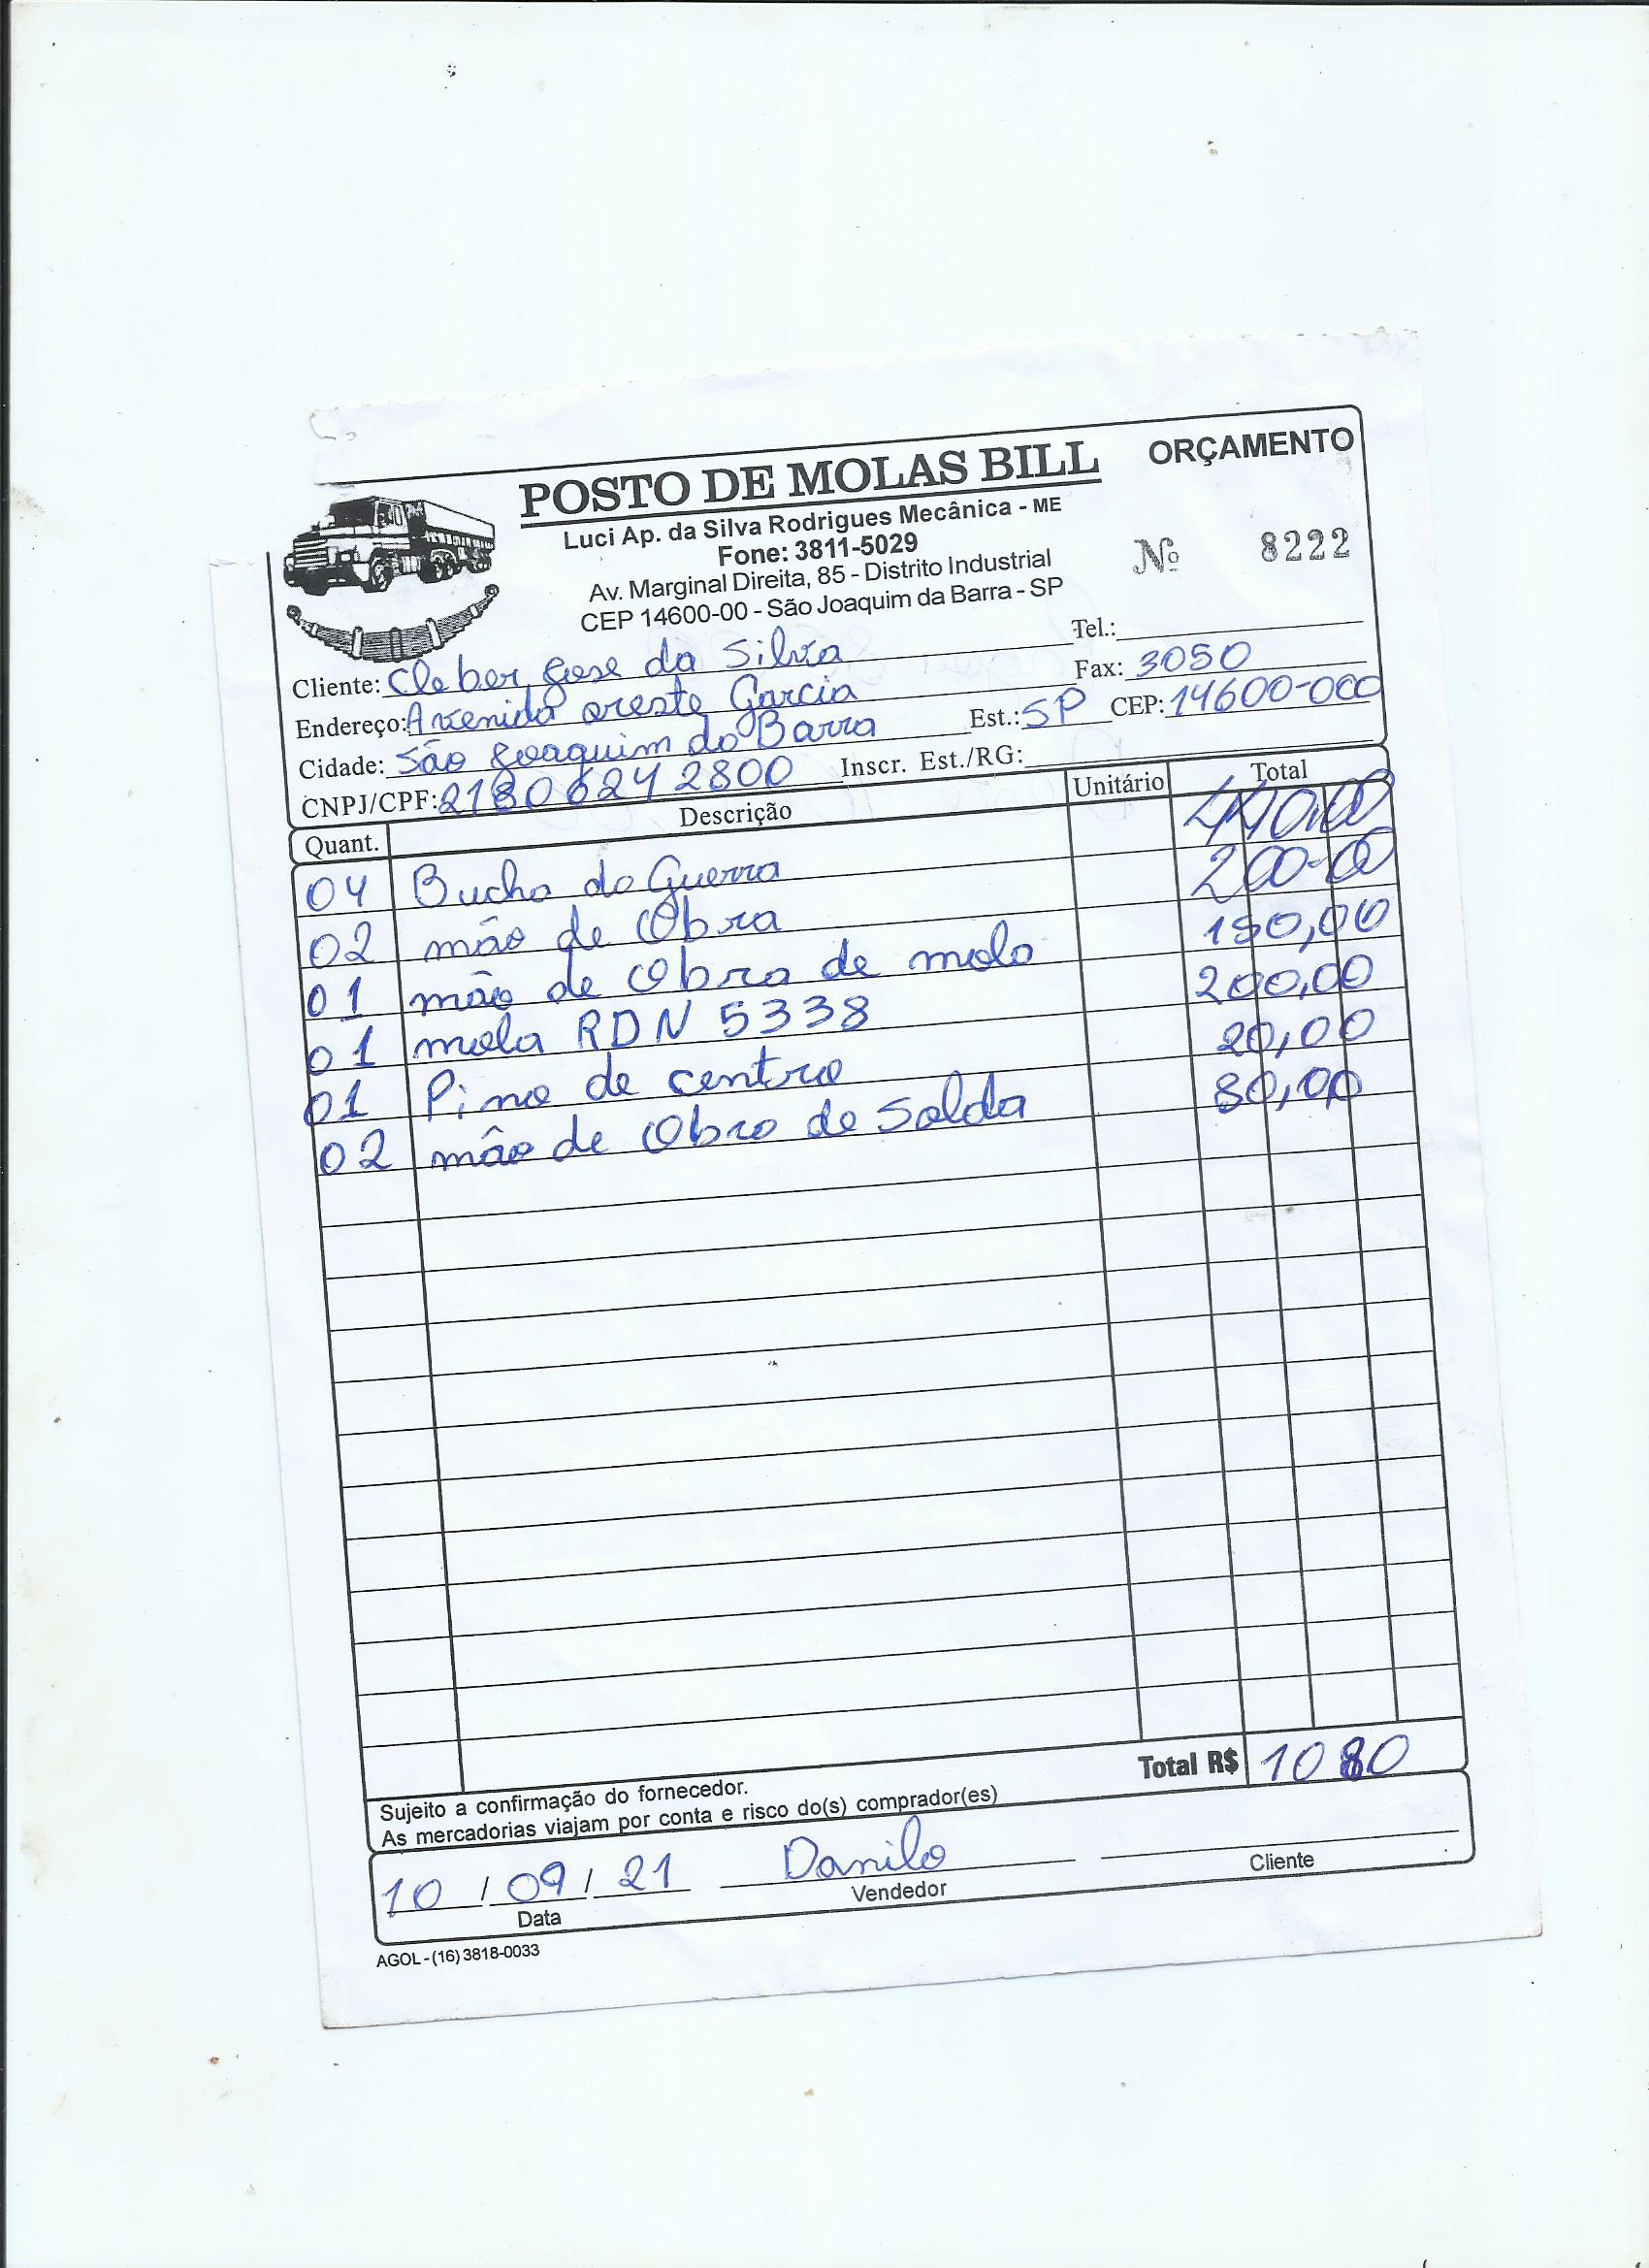 POSTO DE MOLAS BILL ORÇAMENTO
Luci Ap. da Silva Rodrigues Mecânica - ME
Fone: 3811-5029 Nº 8222
Av. Marginal Direita, 85 - Distrito Industrial
CEP 14600-00 - São Joaquim da Barra - SP
Tel.:
Cliente: Cleber Jose da Silva Fax: 3050
Endereço: Avenida oreste Garcia
Cidade: São Joaquim da Barra Est.: SP CEP: 14600-000
CNPJ/CPF: 21806242800 Inscr. Est./RG:
Quant. Descrição Unitário Total
04 Bucha do Guerra 440,00
02 mão de Obra 200-00
01 mão de Obra de mola 150,00
01 mola RDN 5338 200,00
01 Pino de centro 20,00
02 mão de Obra de Solda 80,00
Total R$ 1080
Sujeito a confirmação do fornecedor.
As mercadorias viajam por conta e risco do(s) comprador(es)
10 / 09 / 21 Danilo
Data Vendedor Cliente
AGOL - (16) 3818-0033